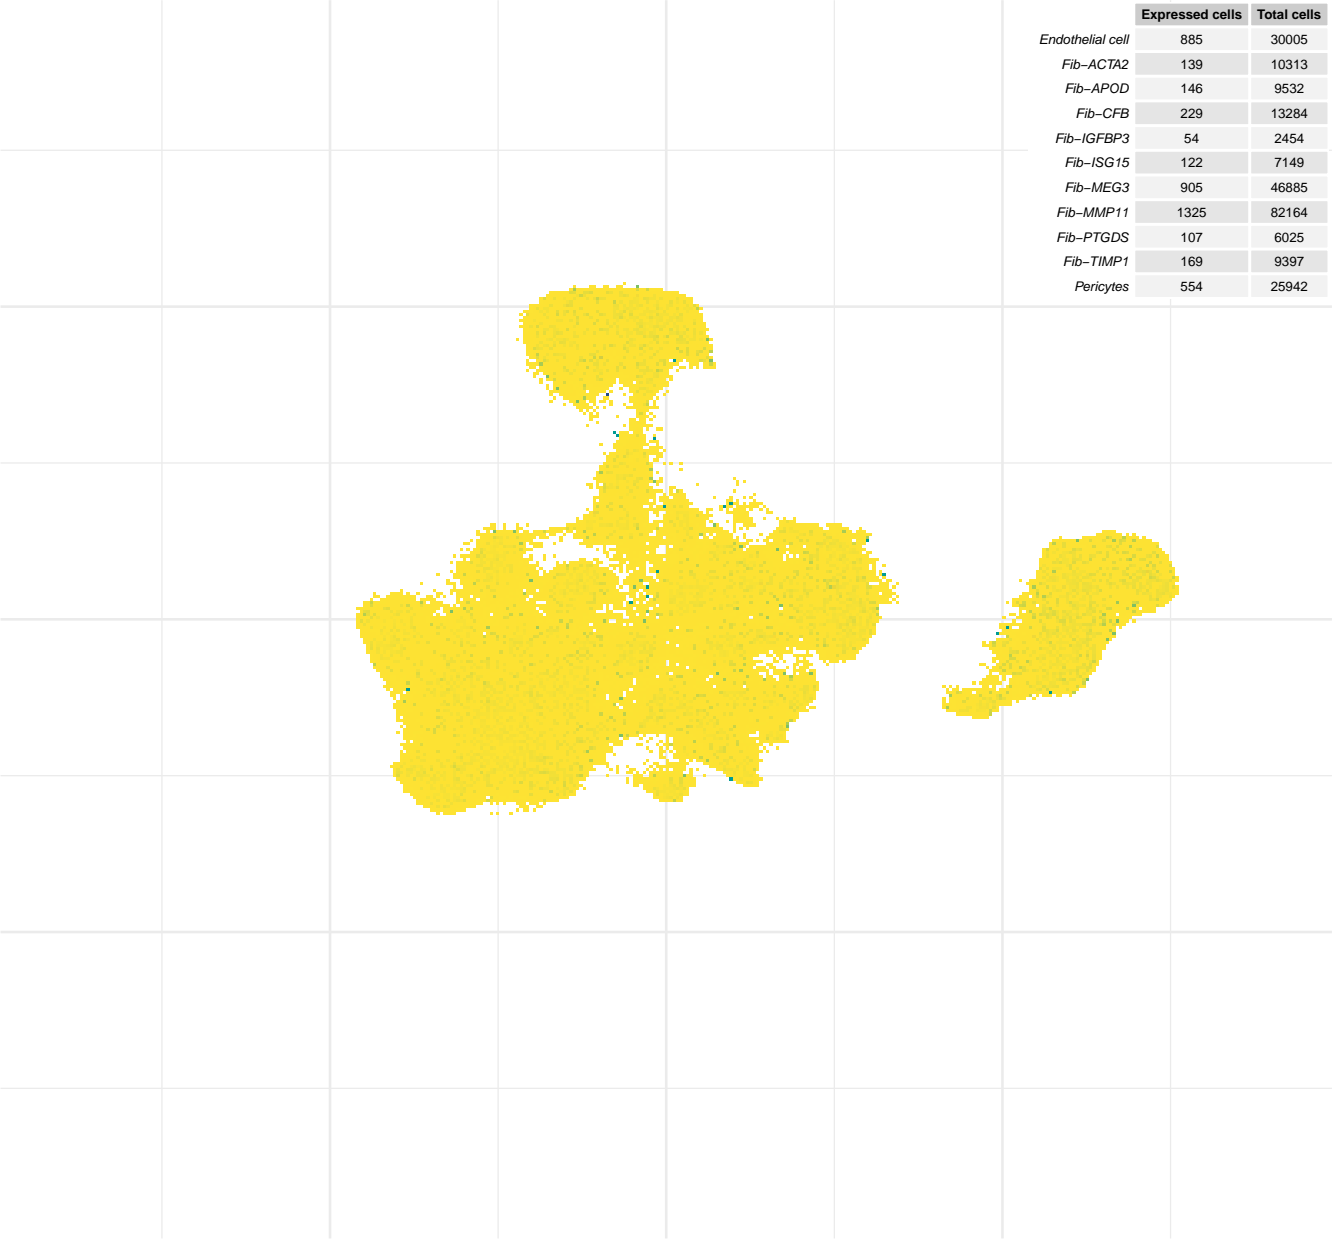 Expressed cells Total cells
Endothelial cell 885 30005
Fib−ACTA2 139 10313
Fib−APOD 146 9532
Fib−CFB 229 13284
Fib−IGFBP3 54 2454
Fib−ISG15 122 7149
Fib−MEG3 905 46885
Fib−MMP11 1325 82164
Fib−PTGDS 107 6025
Fib−TIMP1 169 9397
Pericytes 554 25942